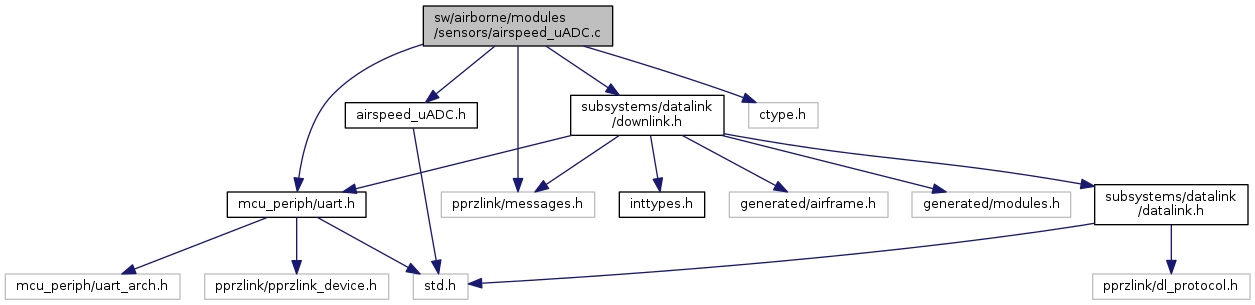 sw/airborne/modules
/sensors/airspeed_uADC.c
airspeed_uADC.h
subsystems/datalink
/downlink.h
ctype.h
mcu_periph/uart.h
pprzlink/messages.h
inttypes.h
generated/airframe.h
generated/modules.h
subsystems/datalink
/datalink.h
mcu_periph/uart_arch.h
pprzlink/pprzlink_device.h
std.h
pprzlink/dl_protocol.h